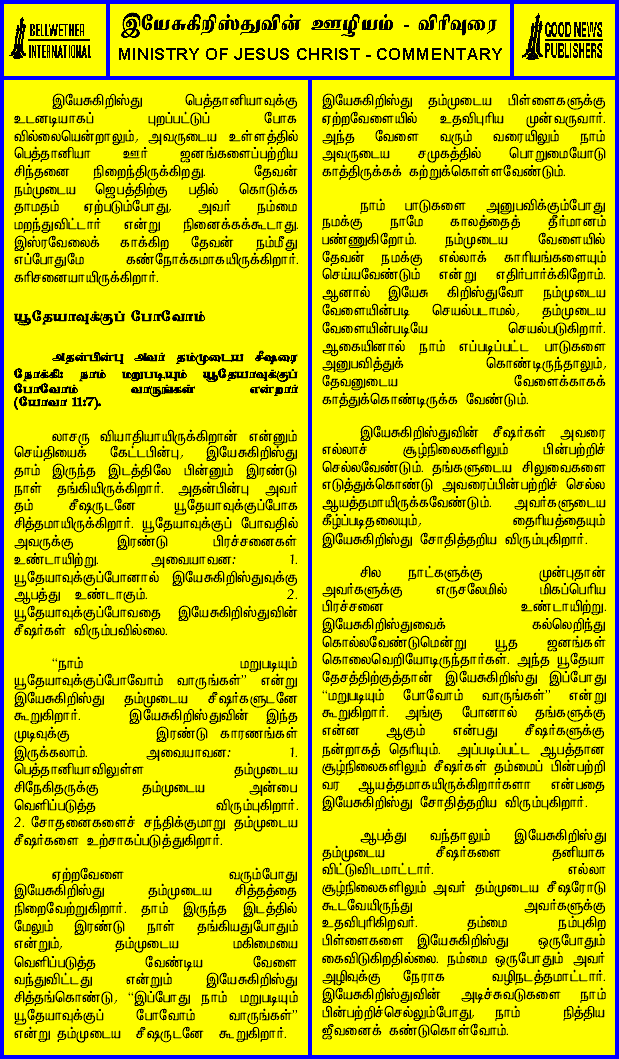 BELLWETHER
INTERNATIONAL
இயேசுகிறிஸ்துவின் ஊழியம் - விரிவுரை
MINISTRY OF JESUS CHRIST - COMMENTARY
GOOD NEWS
PUBLISHERS
இயேசுகிறிஸ்து பெத்தானியாவுக்கு
உடனடியாகப் புறப்பட்டுப் போக
வில்லையென்றாலும், அவருடைய உள்ளத்தில்
பெத்தானியா ஊர் ஜனங்களைப்பற்றிய
சிந்தனை நிறைந்திருக்கிறது. தேவன்
நம்முடைய ஜெபத்திற்கு பதில் கொடுக்க
தாமதம் ஏற்படும்போது, அவர் நம்மை
மறந்துவிட்டார் என்று நினைக்கக்கூடாது.
இஸ்ரவேலைக் காக்கிற தேவன் நம்மீது
எப்போதுமே கண்நோக்கமாகயிருக்கிறார்.
கரிசனையாயிருக்கிறார்.
யூதேயாவுக்குப் போவோம்
அதன்பின்பு அவர் தம்முடைய சீஷரை
நோக்கி: நாம் மறுபடியும் யூதேயாவுக்குப்
போவோம் வாருங்கள் என்றார்
(யோவா 11:7).
லாசரு வியாதியாயிருக்கிறான் என்னும்
செய்தியைக் கேட்டபின்பு, இயேசுகிறிஸ்து
தாம் இருந்த இடத்திலே பின்னும் இரண்டு
நாள் தங்கியிருக்கிறார். அதன்பின்பு அவர்
தம் சீஷருடனே யூதேயாவுக்குப்போக
சித்தமாயிருக்கிறார். யூதேயாவுக்குப் போவதில்
அவருக்கு இரண்டு பிரச்சனைகள்
உண்டாயிற்று. அவையாவன: 1.
யூதேயாவுக்குப்போனால் இயேசுகிறிஸ்துவுக்கு
ஆபத்து உண்டாகும். 2.
யூதேயாவுக்குப்போவதை இயேசுகிறிஸ்துவின்
சீஷர்கள் விரும்பவில்லை.
“நாம் மறுபடியும்
யூதேயாவுக்குப்போவோம் வாருங்கள்” என்று
இயேசுகிறிஸ்து தம்முடைய சீஷர்களுடனே
கூறுகிறார். இயேசுகிறிஸ்துவின் இந்த
முடிவுக்கு இரண்டு காரணங்கள்
இருக்கலாம். அவையாவன: 1.
பெத்தானியாவிலுள்ள தம்முடைய
சிநேகிதருக்கு தம்முடைய அன்பை
வெளிப்படுத்த விரும்புகிறார்.
2. சோதனைகளைச் சந்திக்குமாறு தம்முடைய
சீஷர்களை உற்சாகப்படுத்துகிறார்.
ஏற்றவேளை வரும்போது
இயேசுகிறிஸ்து தம்முடைய சித்தத்தை
நிறைவேற்றுகிறார். தாம் இருந்த இடத்தில்
மேலும் இரண்டு நாள் தங்கியதுபோதும்
என்றும், தம்முடைய மகிமையை
வெளிப்படுத்த வேண்டிய வேளை
வந்துவிட்டது என்றும் இயேசுகிறிஸ்து
சித்தங்கொண்டு, “இப்போது நாம் மறுபடியும்
யூதேயாவுக்குப் போவோம் வாருங்கள்”
என்று தம்முடைய சீஷருடனே கூறுகிறார்.
இயேசுகிறிஸ்து தம்முடைய பிள்ளைகளுக்கு
ஏற்றவேளையில் உதவிபுரிய முன்வருவார்.
அந்த வேளை வரும் வரையிலும் நாம்
அவருடைய சமுகத்தில் பொறுமையோடு
காத்திருக்கக் கற்றுக்கொள்ளவேண்டும்.
நாம் பாடுகளை அனுபவிக்கும்போது
நமக்கு நாமே காலத்தைத் தீர்மானம்
பண்ணுகிறோம். நம்முடைய வேளையில்
தேவன் நமக்கு எல்லாக் காரியங்களையும்
செய்யவேண்டும் என்று எதிர்பார்க்கிறோம்.
ஆனால் இயேசு கிறிஸ்துவோ நம்முடைய
வேளையின்படி செயல்படாமல், தம்முடைய
வேளையின்படியே செயல்படுகிறார்.
ஆகையினால் நாம் எப்படிப்பட்ட பாடுகளை
அனுபவித்துக் கொண்டிருந்தாலும்,
தேவனுடைய வேளைக்காகக்
காத்துக்கொண்டிருக்க வேண்டும்.
இயேசுகிறிஸ்துவின் சீஷர்கள் அவரை
எல்லாச் சூழ்நிலைகளிலும் பின்பற்றிச்
செல்லவேண்டும். தங்களுடைய சிலுவைகளை
எடுத்துக்கொண்டு அவரைப்பின்பற்றிச் செல்ல
ஆயத்தமாயிருக்கவேண்டும். அவர்களுடைய
கீழ்ப்படிதலையும், தைரியத்தையும்
இயேசுகிறிஸ்து சோதித்தறிய விரும்புகிறார்.
சில நாட்களுக்கு முன்புதான்
அவர்களுக்கு எருசலேமில் மிகப்பெரிய
பிரச்சனை உண்டாயிற்று.
இயேசுகிறிஸ்துவைக் கல்லெறிந்து
கொல்லவேண்டுமென்று யூத ஜனங்கள்
கொலைவெறியோடிருந்தார்கள். அந்த யூதேயா
தேசத்திற்குத்தான் இயேசுகிறிஸ்து இப்போது
“மறுபடியும் போவோம் வாருங்கள்” என்று
கூறுகிறார். அங்கு போனால் தங்களுக்கு
என்ன ஆகும் என்பது சீஷர்களுக்கு
நன்றாகத் தெரியும். அப்படிப்பட்ட ஆபத்தான
சூழ்நிலைகளிலும் சீஷர்கள் தம்மைப் பின்பற்றி
வர ஆயத்தமாகயிருக்கிறார்களா என்பதை
இயேசுகிறிஸ்து சோதித்தறிய விரும்புகிறார்.
ஆபத்து வந்தாலும் இயேசுகிறிஸ்து
தம்முடைய சீஷர்களை தனியாக
விட்டுவிடமாட்டார். எல்லா
சூழ்நிலைகளிலும் அவர் தம்முடைய சீஷரோடு
கூடவேயிருந்து அவர்களுக்கு
உதவிபுரிகிறவர். தம்மை நம்புகிற
பிள்ளைகளை இயேசுகிறிஸ்து ஒருபோதும்
கைவிடுகிறதில்லை. நம்மை ஒருபோதும் அவர்
அழிவுக்கு நேராக வழிநடத்தமாட்டார்.
இயேசுகிறிஸ்துவின் அடிச்சுவடுகளை நாம்
பின்பற்றிச்செல்லும்போது, நாம் நித்திய
ஜீவனைக் கண்டுகொள்வோம்.